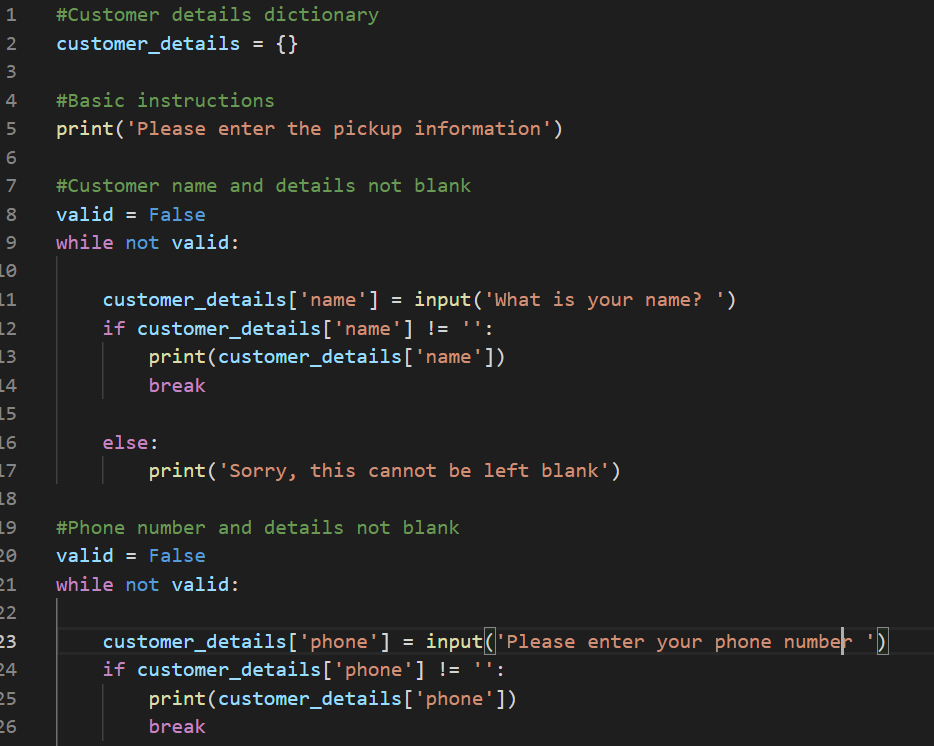 1 #Customer details dictionary
2 customer_details = {}
3
4 #Basic instructions
5 print('Please enter the pickup information')
6
7 #Customer name and details not blank
8 valid = False
9 while not valid:
10
11     customer_details['name'] = input('What is your name? ')
12     if customer_details['name'] != '':
13         print(customer_details['name'])
14         break
15
16     else:
17         print('Sorry, this cannot be left blank')
18
19 #Phone number and details not blank
20 valid = False
21 while not valid:
22
23     customer_details['phone'] = input('Please enter your phone number ')
24     if customer_details['phone'] != '':
25         print(customer_details['phone'])
26         break